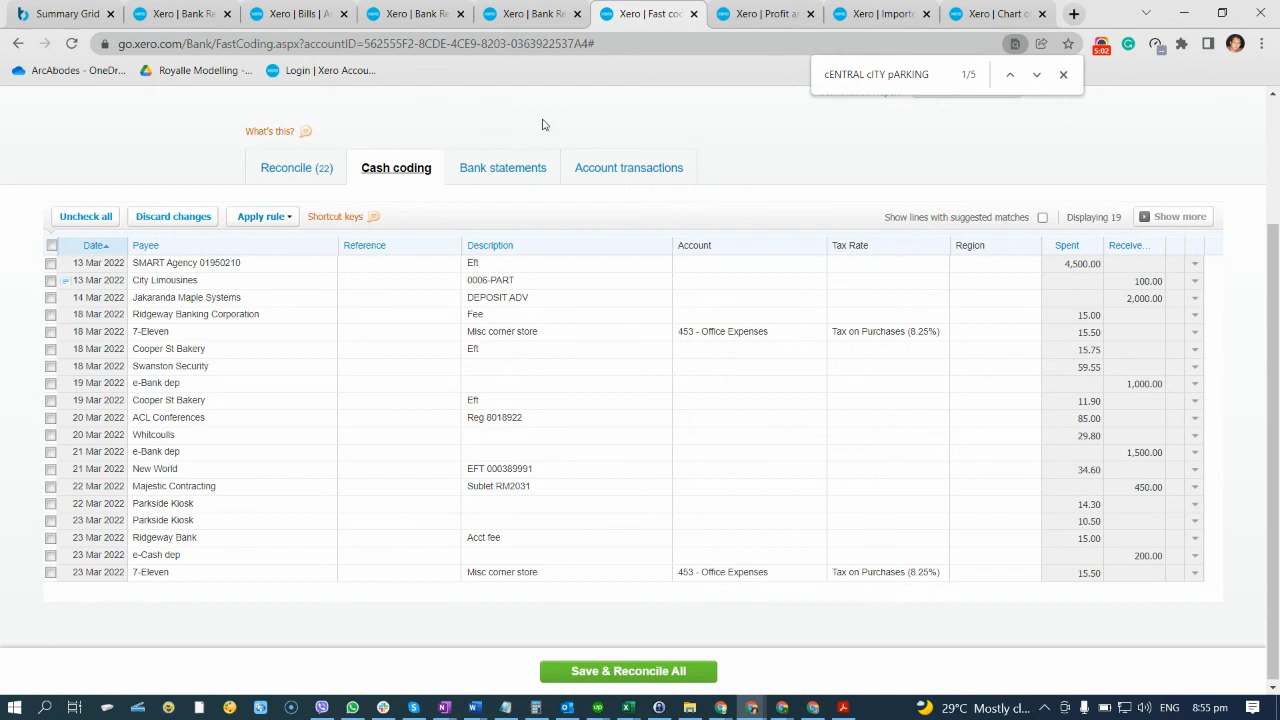 Summary Grid
Xero | Bank Re
Xero | Bills | A
Xero | Bank Re
Xero | Bank Re
Xero | Fast co
Xero | Profit a
Xero | Importe
Xero | Chart o
go.xero.com/Bank/FastCoding.aspx?accountID=562555F2-9CDE-4CE9-8203-0363D22537A4#
5:02
ArcAbodes - OneDr...
Royalle Modelling -...
Login | Xero Accou...
cENTRAL cITY pARKING 1/5
What's this?
Reconcile (22)
Cash coding
Bank statements
Account transactions
Uncheck all
Discard changes
Apply rule
Shortcut keys
Show lines with suggested matches
Displaying 19
Show more
Date Payee Reference Description Account Tax Rate Region Spent Receive...
13 Mar 2022 SMART Agency 01950210 Eft 4,500.00
13 Mar 2022 City Limousines 0006-PART 100.00
14 Mar 2022 Jakaranda Maple Systems DEPOSIT ADV 2,000.00
18 Mar 2022 Ridgeway Banking Corporation Fee 15.00
18 Mar 2022 7-Eleven Misc corner store 453 - Office Expenses Tax on Purchases (8.25%) 15.50
18 Mar 2022 Cooper St Bakery Eft 15.75
18 Mar 2022 Swanston Security 59.55
19 Mar 2022 e-Bank dep 1,000.00
19 Mar 2022 Cooper St Bakery Eft 11.90
20 Mar 2022 ACL Conferences Reg 8018922 85.00
20 Mar 2022 Whitcoulls 29.80
21 Mar 2022 e-Bank dep 1,500.00
21 Mar 2022 New World EFT 000389991 34.60
22 Mar 2022 Majestic Contracting Sublet RM2031 450.00
22 Mar 2022 Parkside Kiosk 14.30
23 Mar 2022 Parkside Kiosk 10.50
23 Mar 2022 Ridgeway Bank Acct fee 15.00
23 Mar 2022 e-Cash dep 200.00
23 Mar 2022 7-Eleven Misc corner store 453 - Office Expenses Tax on Purchases (8.25%) 15.50
Save & Reconcile All
29°C Mostly cl...
ENG
8:55 pm